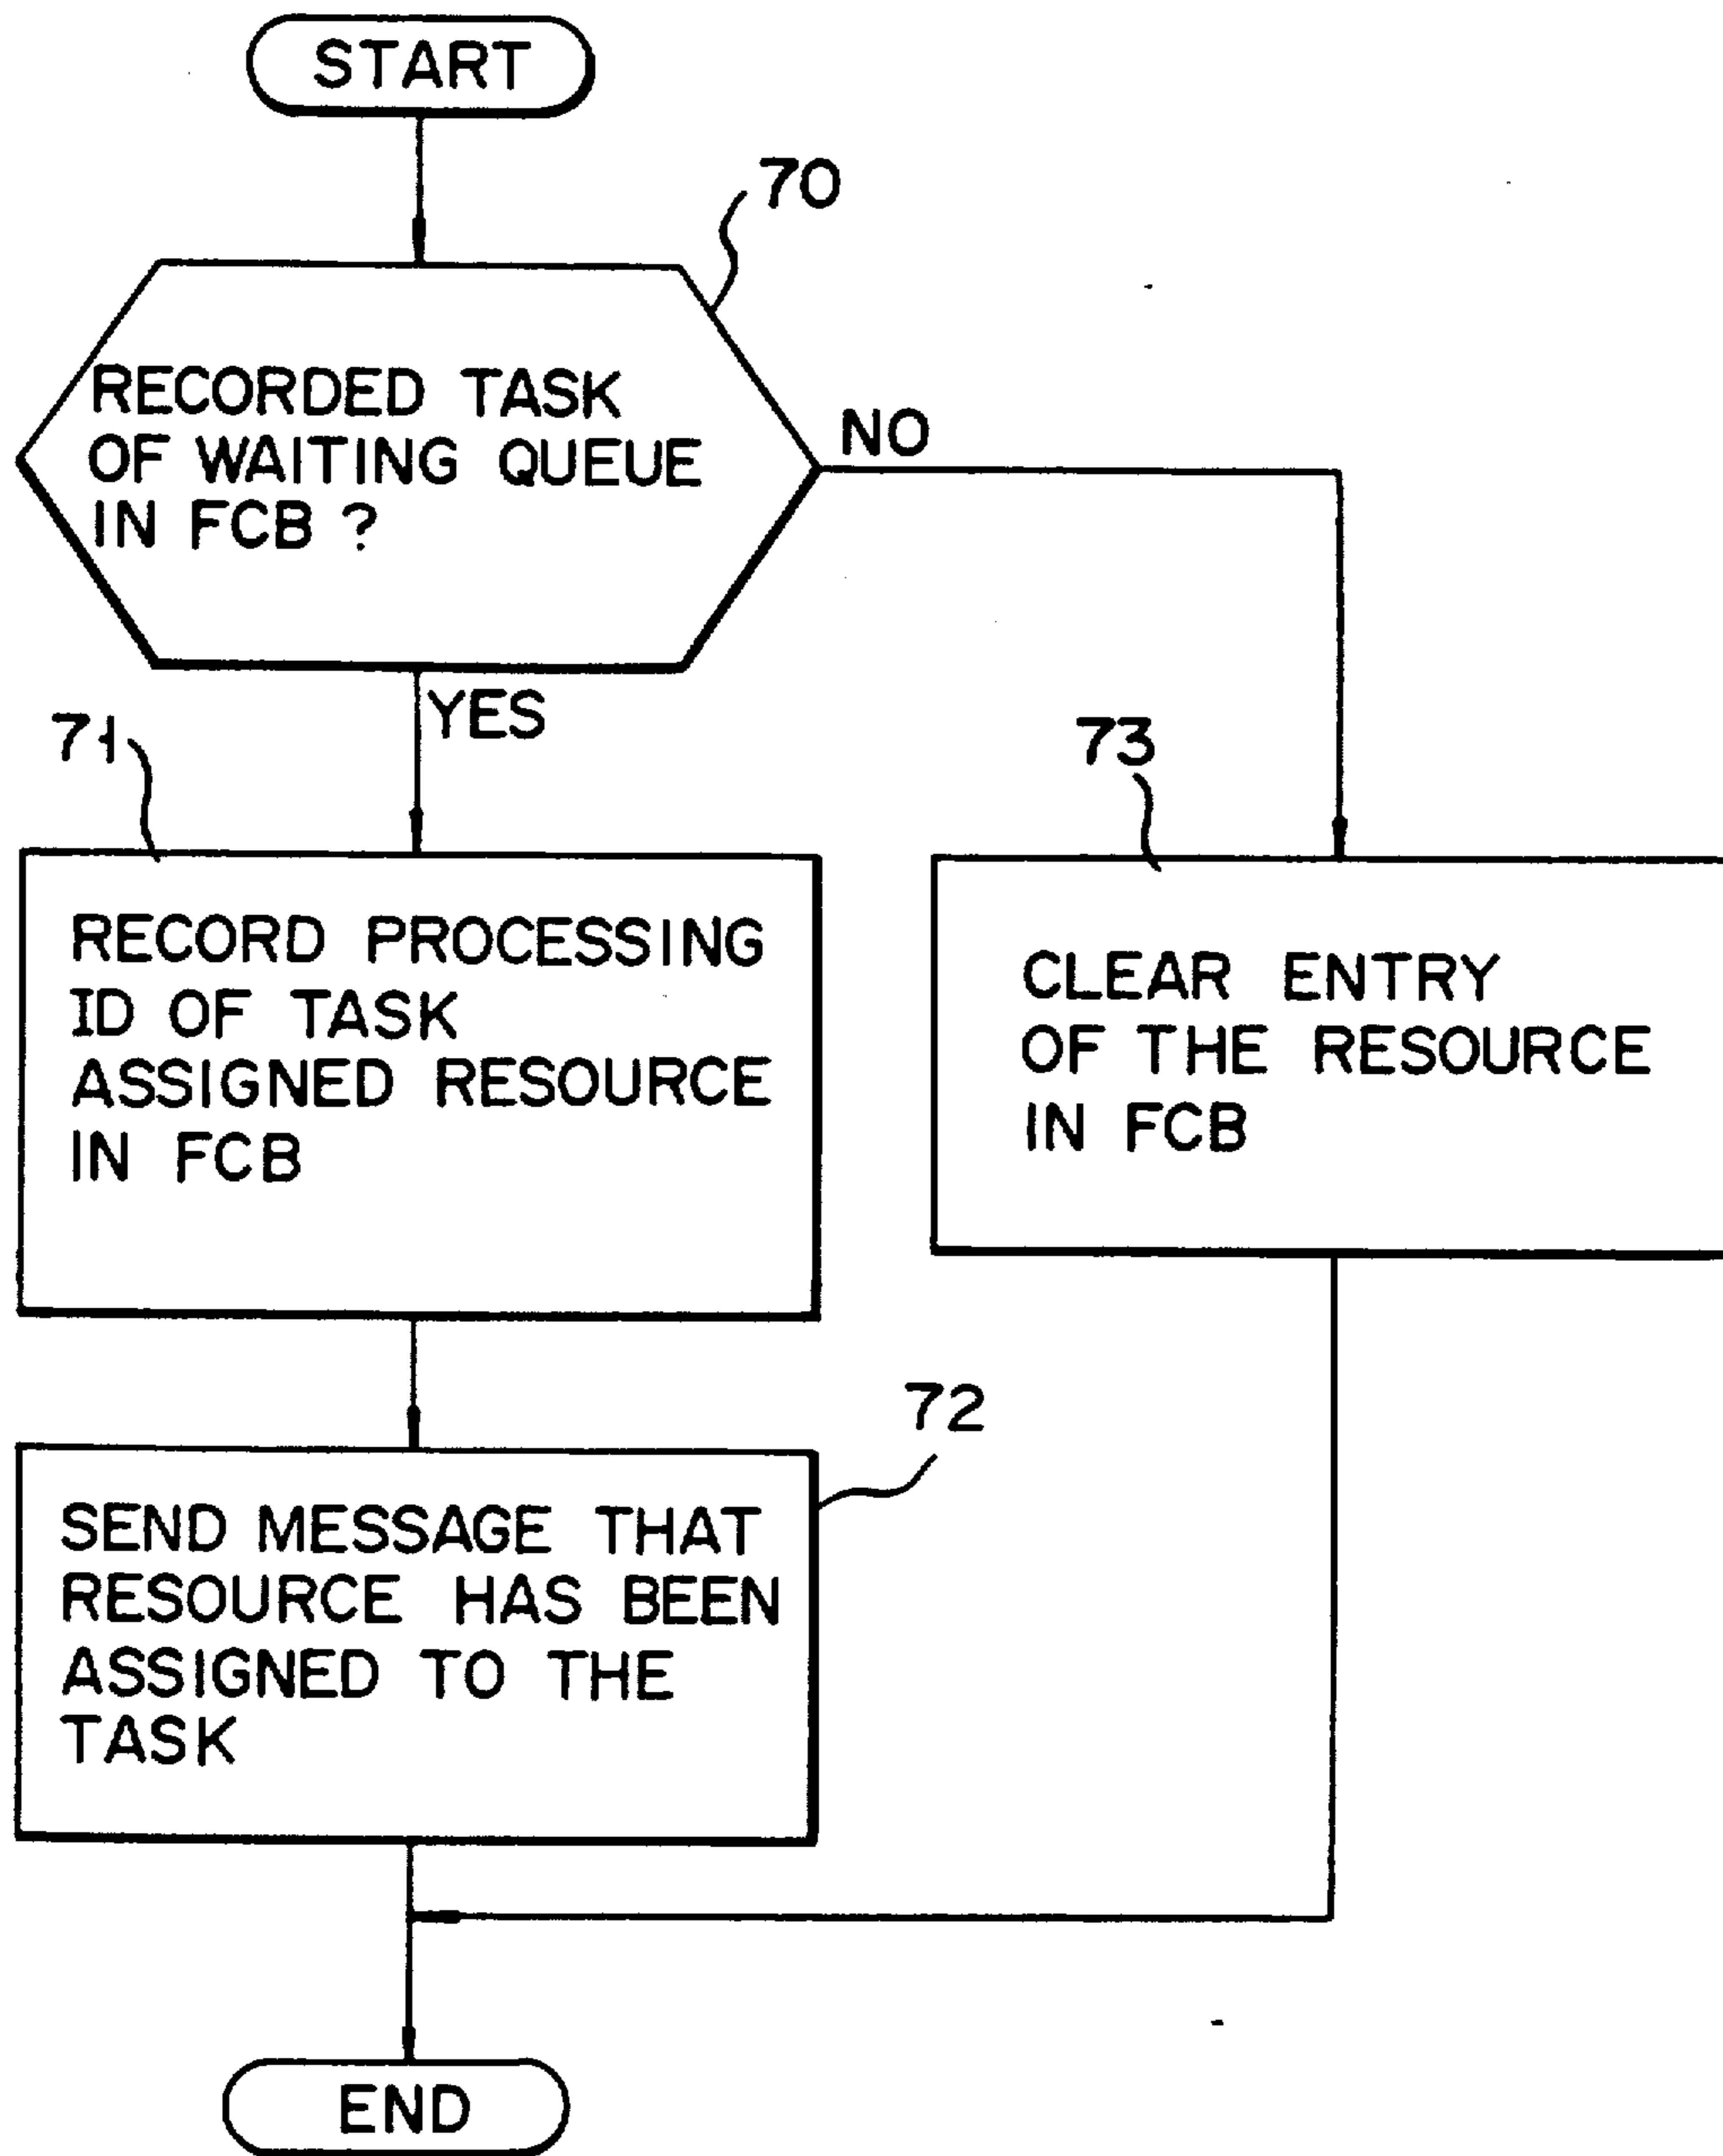 START
70
RECORDED TASK
OF WAITING QUEUE
IN FCB ?
NO
YES
71
RECORD PROCESSING
ID OF TASK
ASSIGNED RESOURCE
IN FCB
73
CLEAR ENTRY
OF THE RESOURCE
IN FCB
72
SEND MESSAGE THAT
RESOURCE HAS BEEN
ASSIGNED TO THE
TASK
END